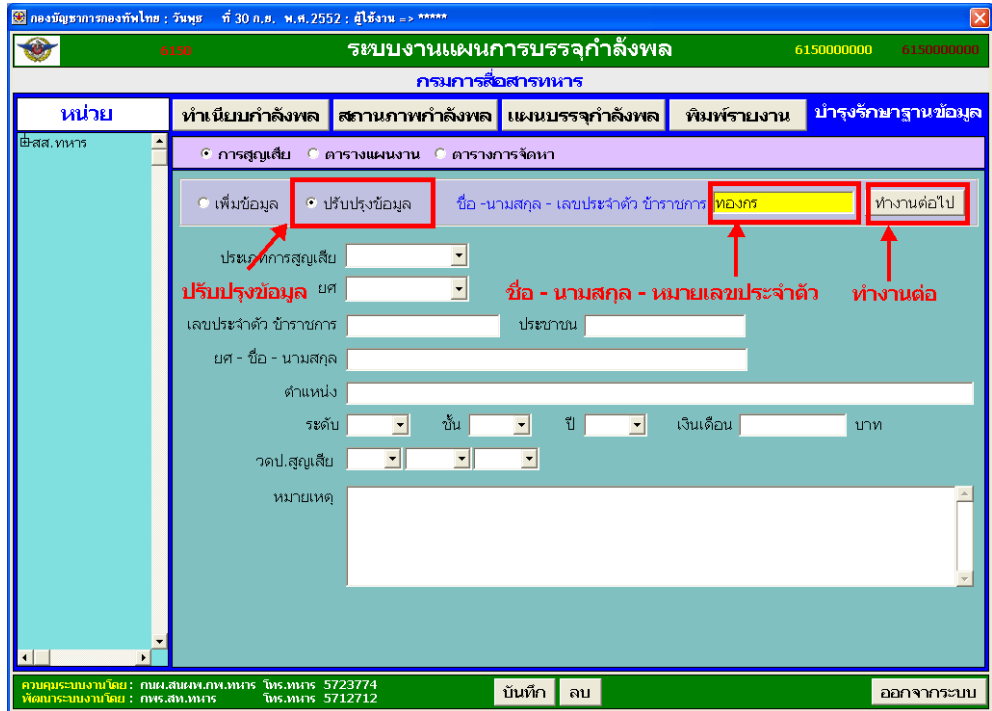 กองบัญชาการกองทัพไทย : วันพุธ ที่ 30 ก.ย. พ.ศ.2552 : ผู้ใช้งาน => *****
6150 ระบบงานแผนการบรรจุกำลังพล 6150000000 6150000000
กรมการสื่อสารทหาร
หน่วย ทำเนียบกำลังพล สถานภาพกำลังพล แผนบรรจุกำลังพล พิมพ์รายงาน บำรุงรักษาฐานข้อมูล
สส.ทหาร
การสูญเสีย ตารางแผนงาน ตารางการจัดหา
เพิ่มข้อมูล ปรับปรุงข้อมูล ชื่อ -นามสกุล - เลขประจำตัว ข้าราชการ ทองกร ทำงานต่อไป
ประเภทการสูญเสีย
ปรับปรุงข้อมูล ยศ ชื่อ - นามสกุล - หมายเลขประจำตัว ทำงานต่อ
เลขประจำตัว ข้าราชการ ประชาชน
ยศ - ชื่อ - นามสกุล
ตำแหน่ง
ระดับ ชั้น ปี เงินเดือน บาท
วดป.สูญเสีย
หมายเหตุ
ควบคุมระบบงานโดย : กนผ.สนผพ.กพ.ทหาร โทร.ทหาร 5723774
พัฒนาระบบงานโดย : กพร.สท.ทหาร โทร.ทหาร 5712712
บันทึก ลบ ออกจากระบบ